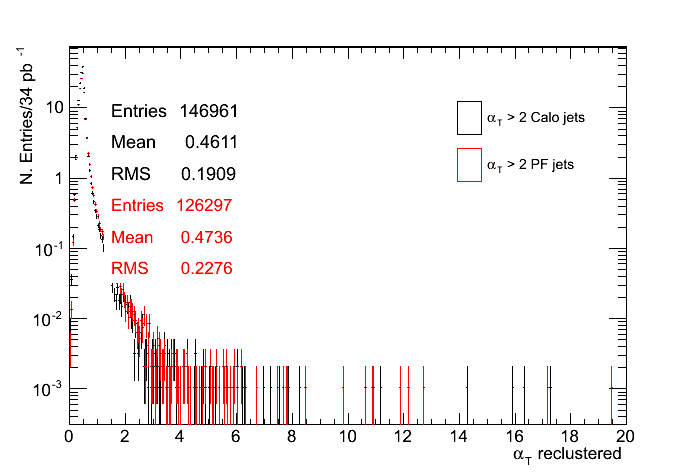 N. Entries/34 pb⁻¹
10
1
10⁻¹
10⁻²
10⁻³
Entries 146961
Mean 0.4611
RMS 0.1909
Entries 126297
Mean 0.4736
RMS 0.2276
α_T > 2 Calo jets
α_T > 2 PF jets
0 2 4 6 8 10 12 14 16 18 20
α_T reclustered